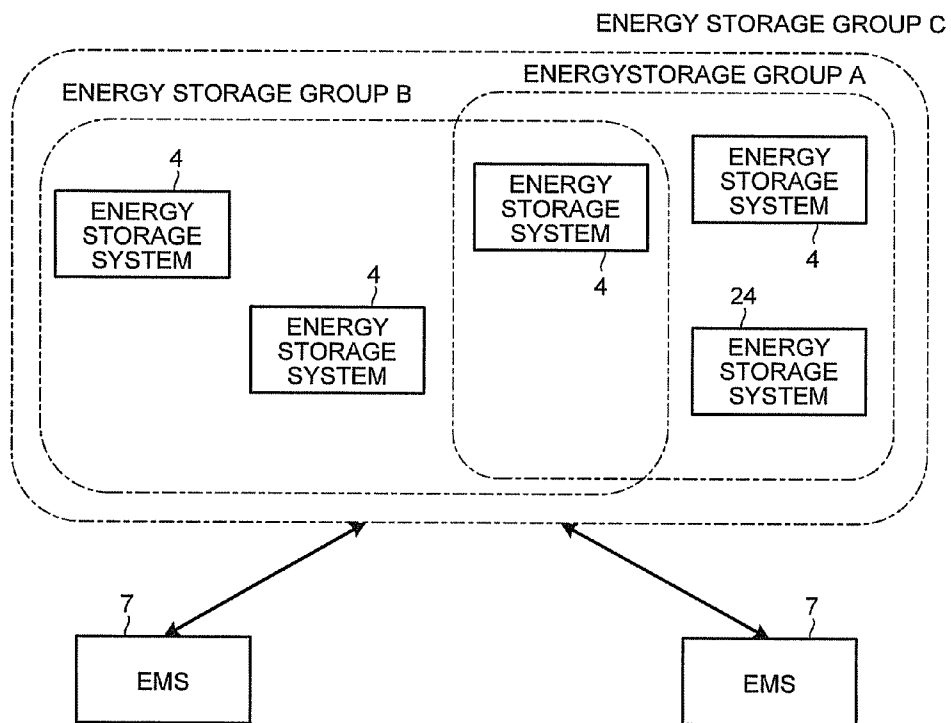 ENERGY STORAGE GROUP C
ENERGYSTORAGE GROUP A
ENERGY STORAGE GROUP B
4
ENERGY
STORAGE
SYSTEM
4
ENERGY
STORAGE
SYSTEM
ENERGY
STORAGE
SYSTEM
4
ENERGY
STORAGE
SYSTEM
4
24
ENERGY
STORAGE
SYSTEM
7
EMS
7
EMS